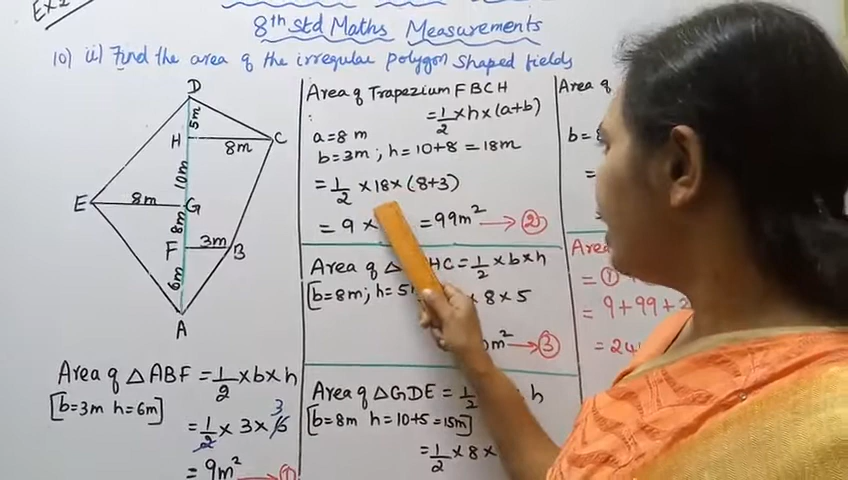 Ex 2
8th Std Maths Measurements
10) ii) Find the area of the irregular polygon shaped fields
D
5m
H
8m
C
10m
E
8m
G
8m
F
3m
B
6m
A
Area of △ABF = 1/2 × b × h
[b=3m h=6m]
= 1/2 × 3 × 6 3
= 9m² → ①
Area of Trapezium FBCH
= 1/2 × h × (a+b)
a = 8 m
b = 3m ; h = 10+8 = 18m
= 1/2 × 18 × (8+3)
= 9 × = 99m² → ②
Area of △ HC = 1/2 × b × h
[b=8m; h=5 × 8 × 5
m² → ③
Area of △GDE = 1/2 h
[b=8m h=10+5=15m]
= 1/2 × 8 ×
Area of
b=
=
Area
= ①
= 9+99+2
= 24